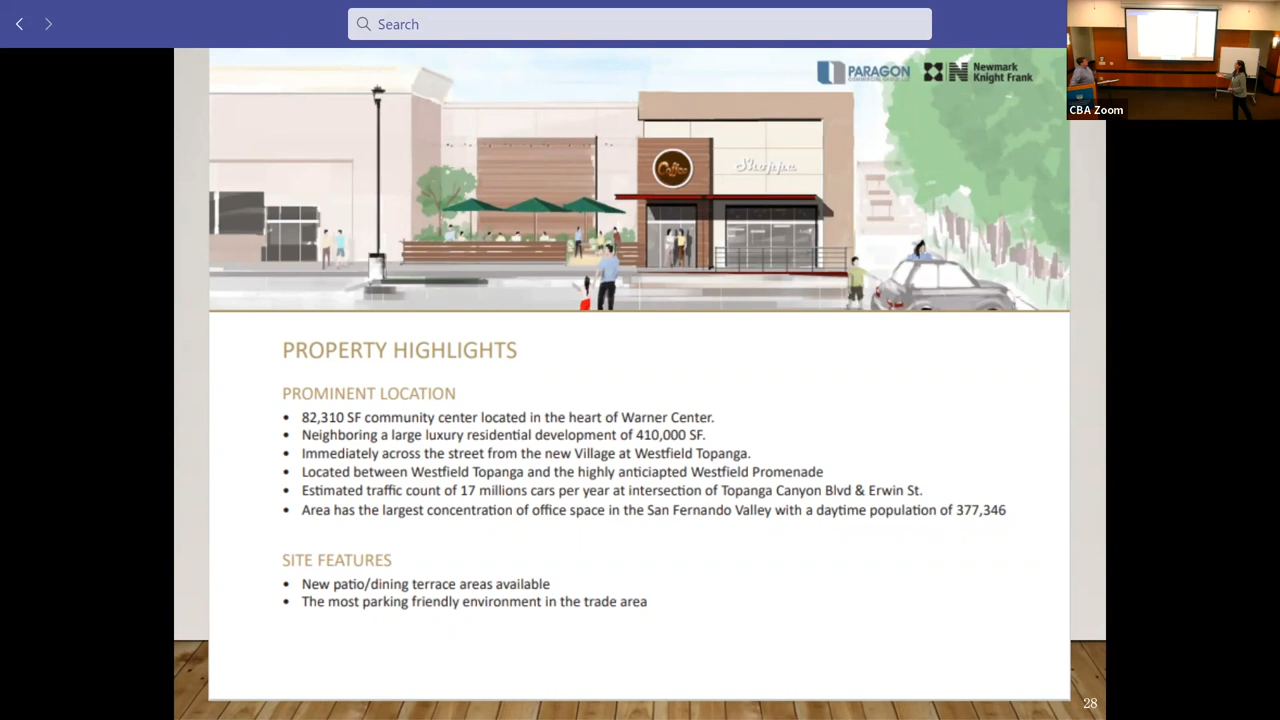 Search
PARAGON
COMMERCIAL GROUP
Newmark
Knight Frank
CBA Zoom
Coffee
Shoppe
PROPERTY HIGHLIGHTS
PROMINENT LOCATION
• 82,310 SF community center located in the heart of Warner Center.
• Neighboring a large luxury residential development of 410,000 SF.
• Immediately across the street from the new Village at Westfield Topanga.
• Located between Westfield Topanga and the highly anticiapted Westfield Promenade
• Estimated traffic count of 17 millions cars per year at intersection of Topanga Canyon Blvd & Erwin St.
• Area has the largest concentration of office space in the San Fernando Valley with a daytime population of 377,346
SITE FEATURES
• New patio/dining terrace areas available
• The most parking friendly environment in the trade area
28